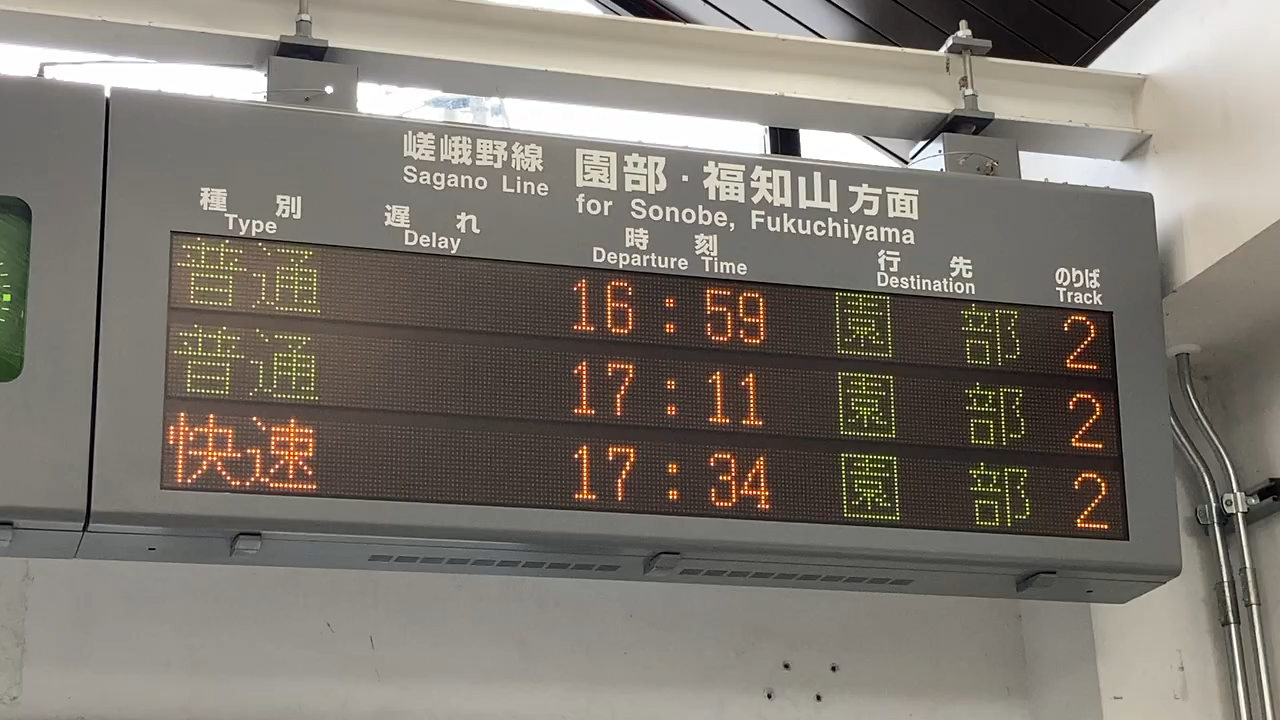 嵯峨野線 園部・福知山方面
Sagano Line for Sonobe, Fukuchiyama
種別 遅れ 時刻 行先 のりば
Type Delay Departure Time Destination Track
普通 16:59 園部 2
普通 17:11 園部 2
快速 17:34 園部 2